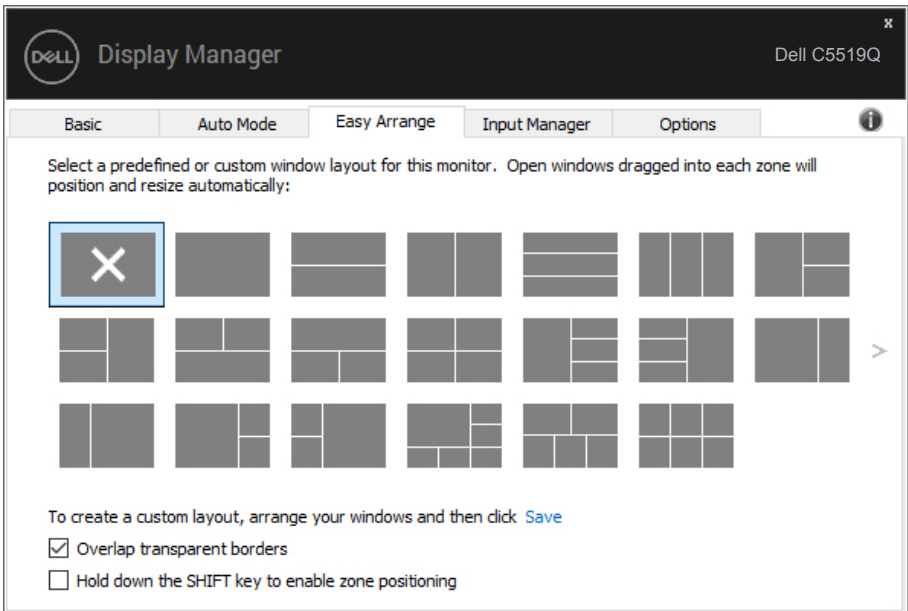 x
DELL Display Manager
Dell C5519Q
Basic Auto Mode Easy Arrange Input Manager Options
Select a predefined or custom window layout for this monitor. Open windows dragged into each zone will
position and resize automatically:
>
To create a custom layout, arrange your windows and then click Save
Overlap transparent borders
Hold down the SHIFT key to enable zone positioning